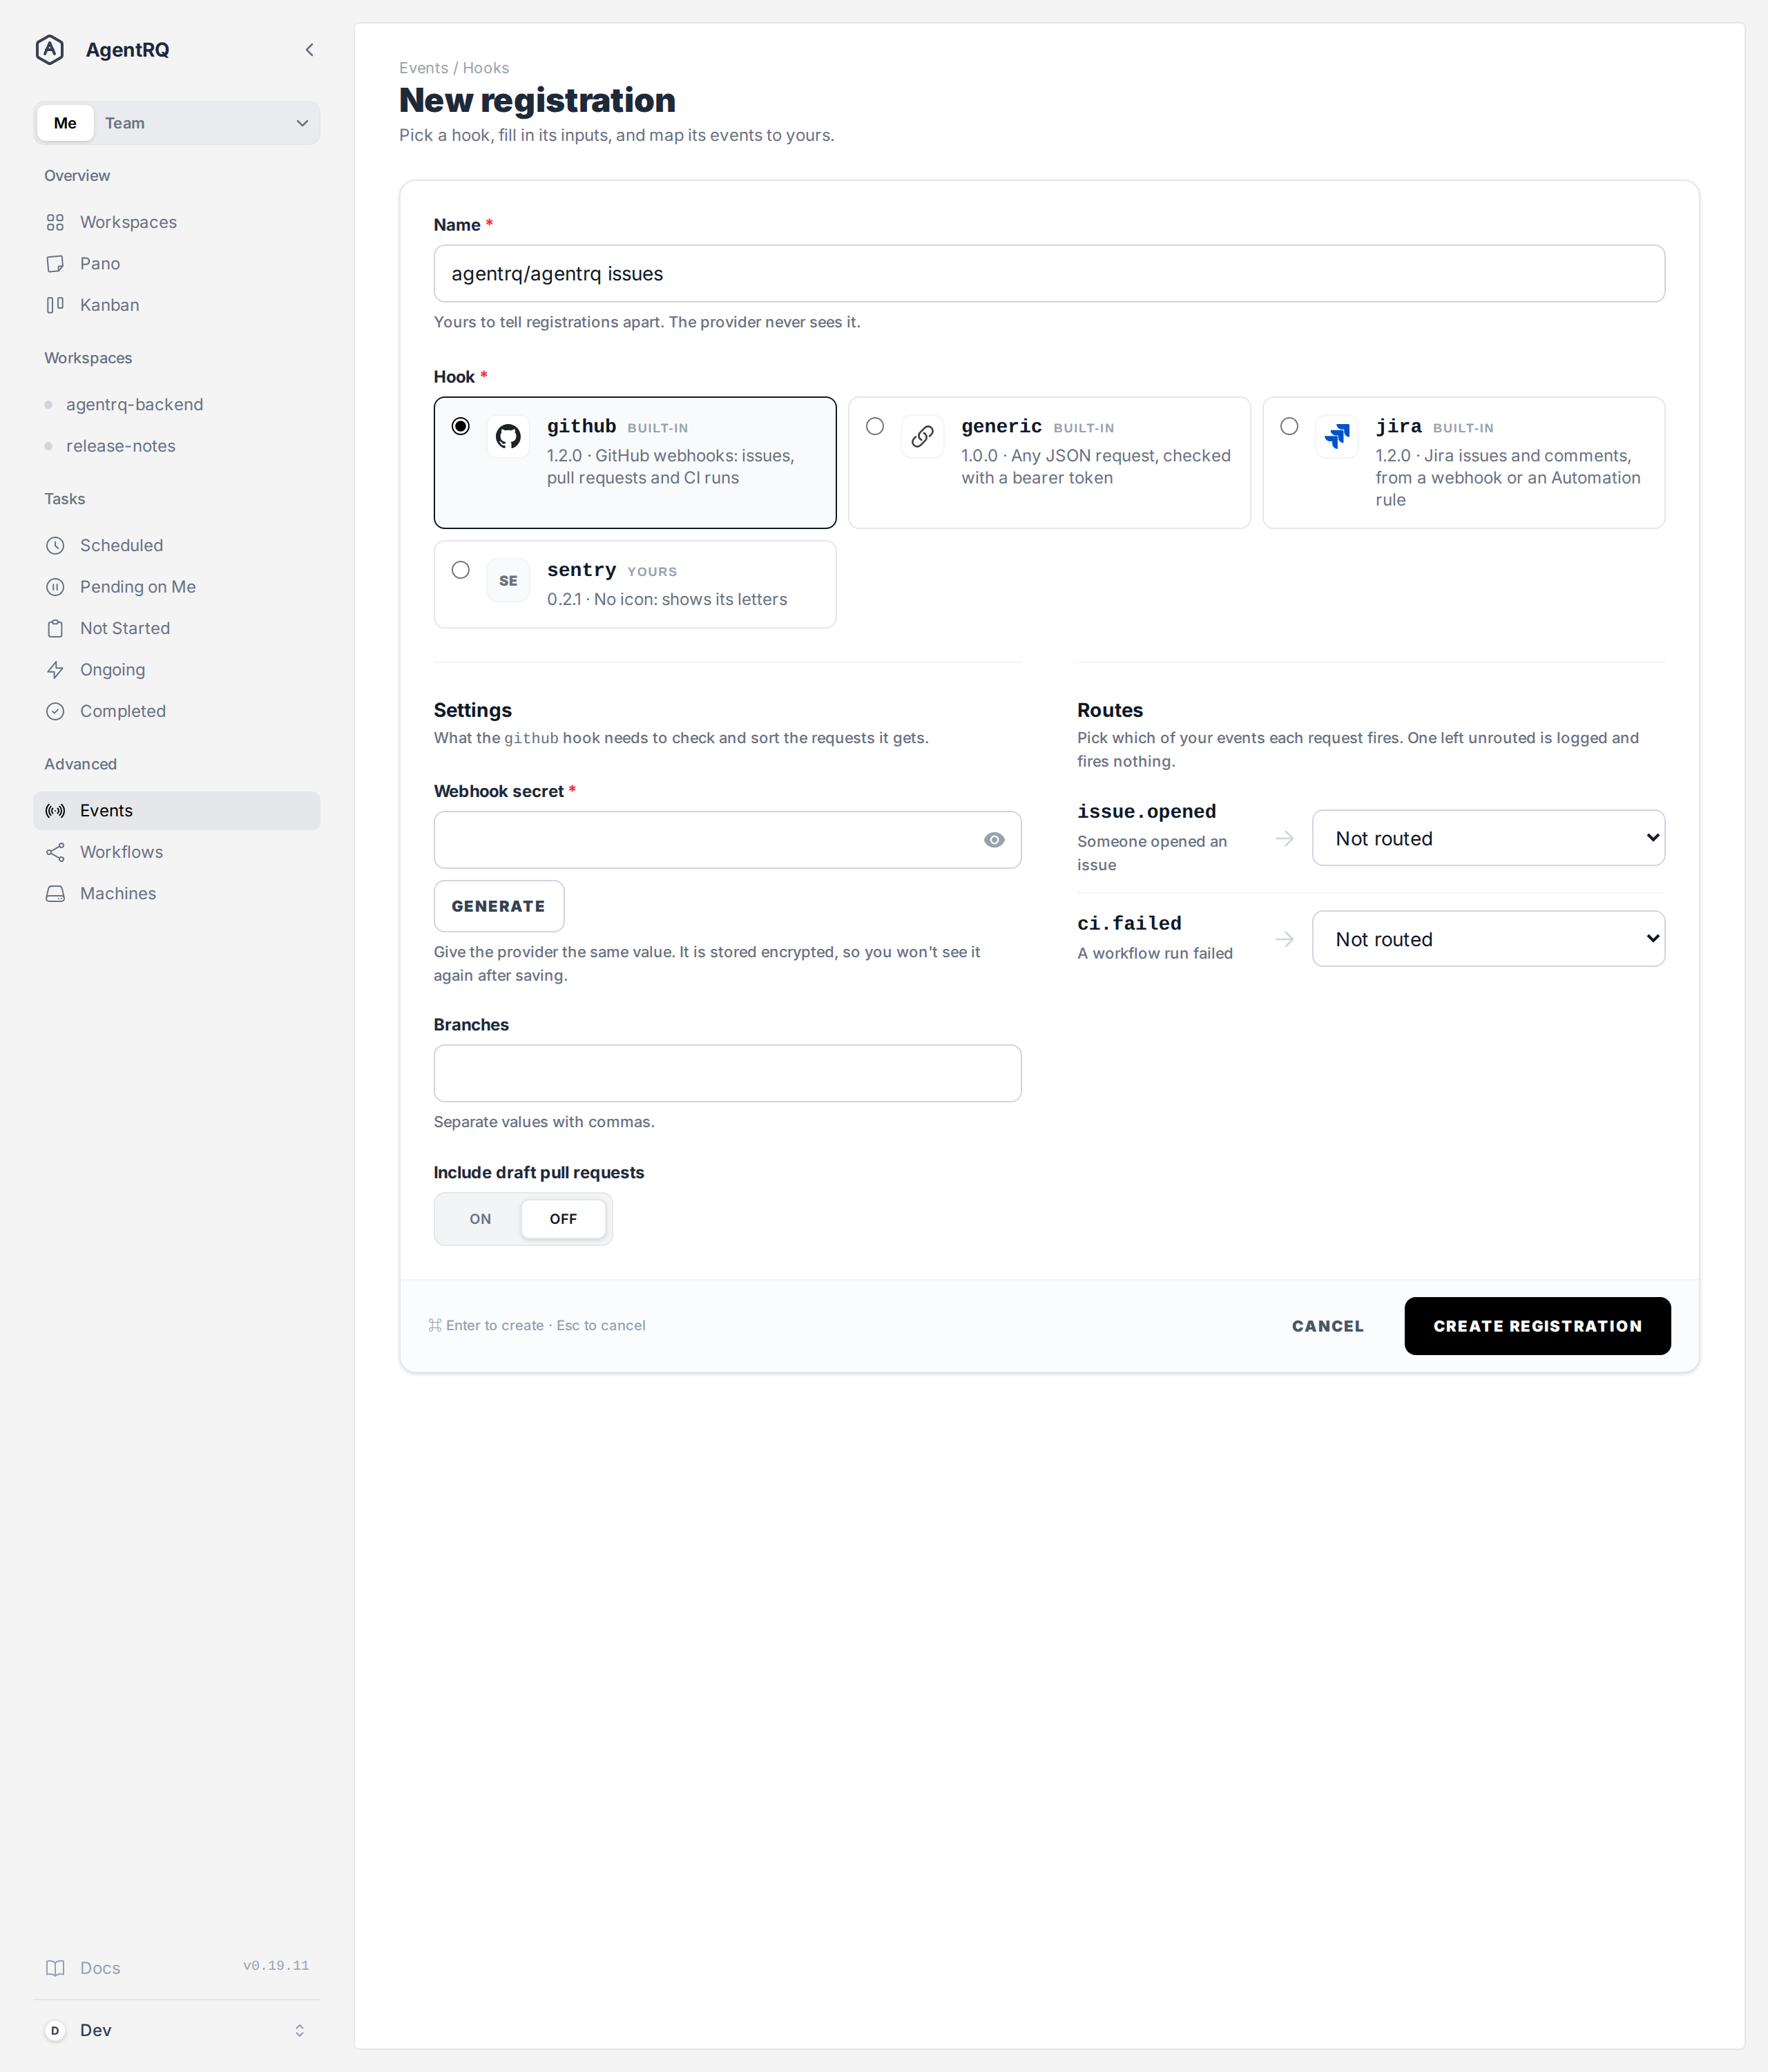 AgentRQ
Me
Team
Overview
Workspaces
Pano
Kanban
Workspaces
agentrq-backend
release-notes
Tasks
Scheduled
Pending on Me
Not Started
Ongoing
Completed
Advanced
Events
Workflows
Machines
Docs
v0.19.11
D
Dev
Events / Hooks
New registration
Pick a hook, fill in its inputs, and map its events to yours.
Name *
agentrq/agentrq issues
Yours to tell registrations apart. The provider never sees it.
Hook *
github BUILT-IN
1.2.0 · GitHub webhooks: issues,
pull requests and CI runs
generic BUILT-IN
1.0.0 · Any JSON request, checked
with a bearer token
jira BUILT-IN
1.2.0 · Jira issues and comments,
from a webhook or an Automation
rule
SE
sentry YOURS
0.2.1 · No icon: shows its letters
Settings
What the github hook needs to check and sort the requests it gets.
Webhook secret *
GENERATE
Give the provider the same value. It is stored encrypted, so you won't see it
again after saving.
Branches
Separate values with commas.
Include draft pull requests
ON
OFF
Routes
Pick which of your events each request fires. One left unrouted is logged and
fires nothing.
issue.opened
Someone opened an
issue
→
Not routed
ci.failed
A workflow run failed
→
Not routed
⌘ Enter to create · Esc to cancel
CANCEL
CREATE REGISTRATION